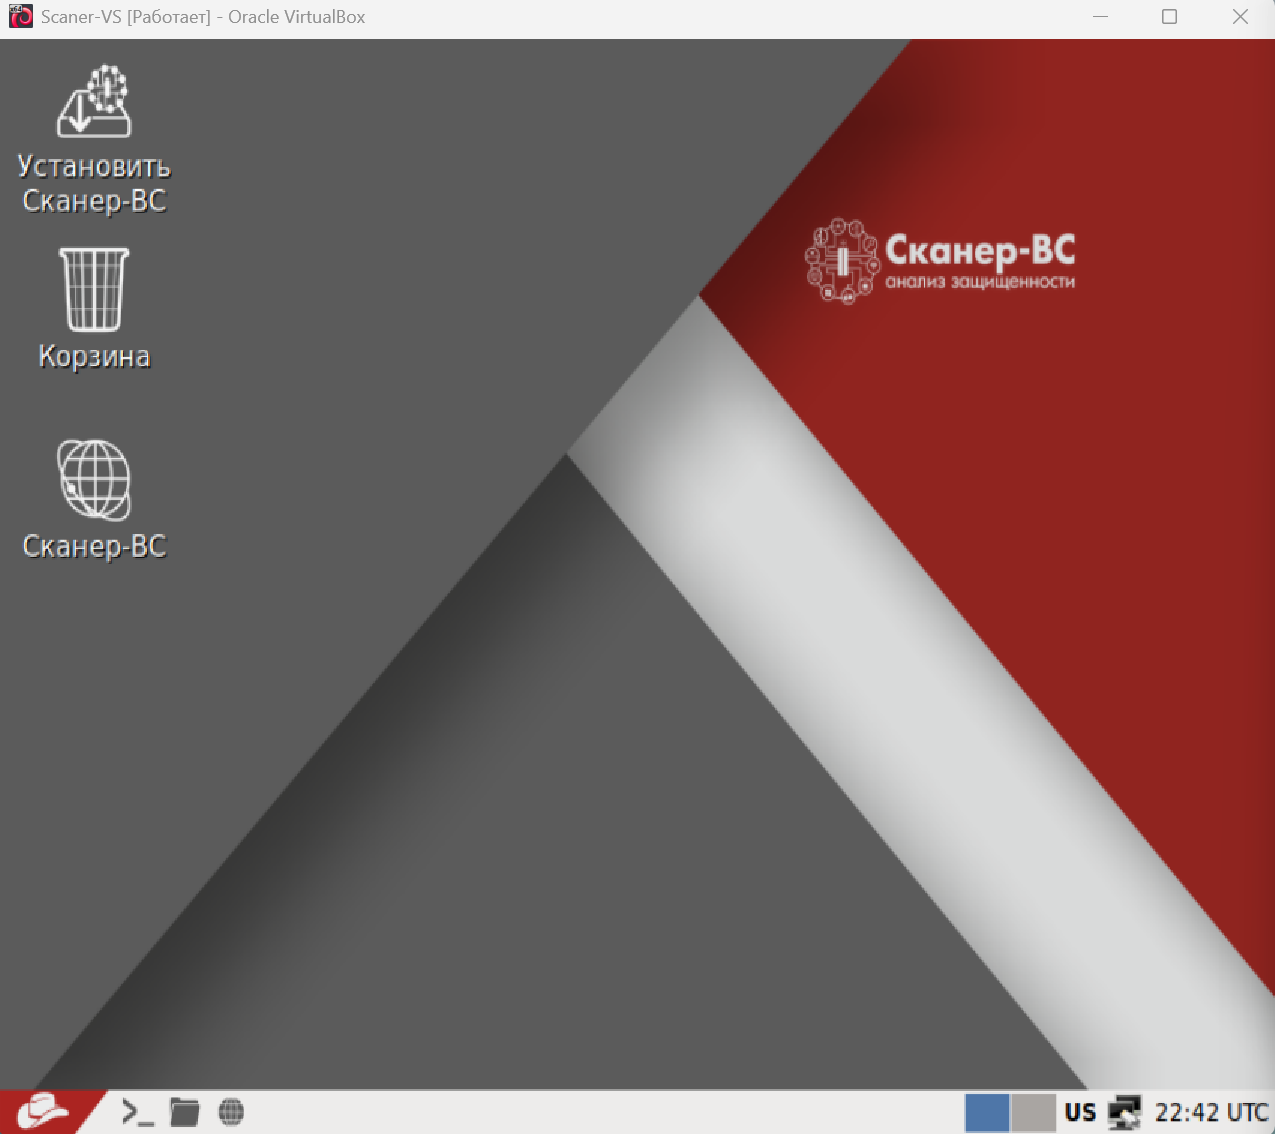 Scaner-VS [Работает] - Oracle VirtualBox
Установить
Сканер-ВС
Корзина
Сканер-ВС
Сканер-ВС
анализ защищенности
US 22:42 UTC